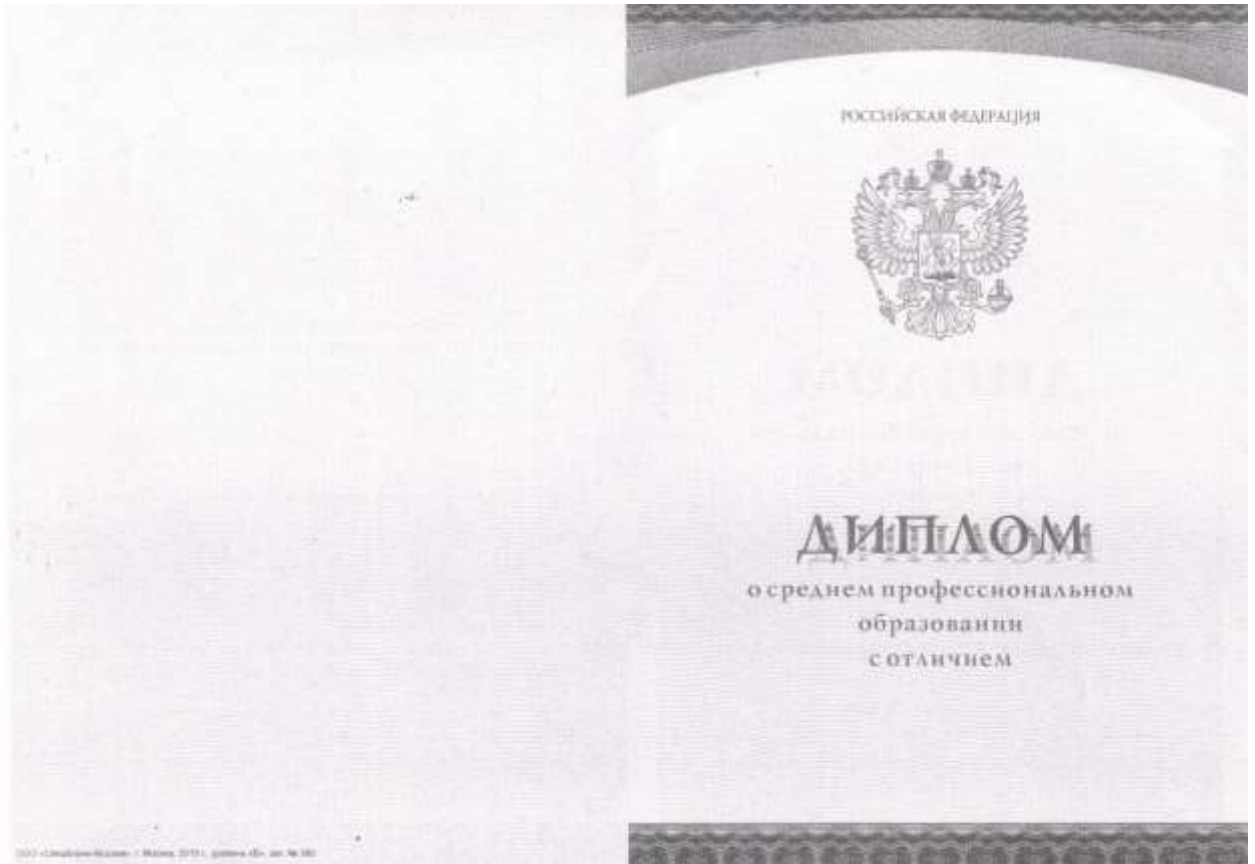 РОССИЙСКАЯ ФЕДЕРАЦИЯ
ДИПЛОМ
о среднем профессиональном
образовании
с отличием